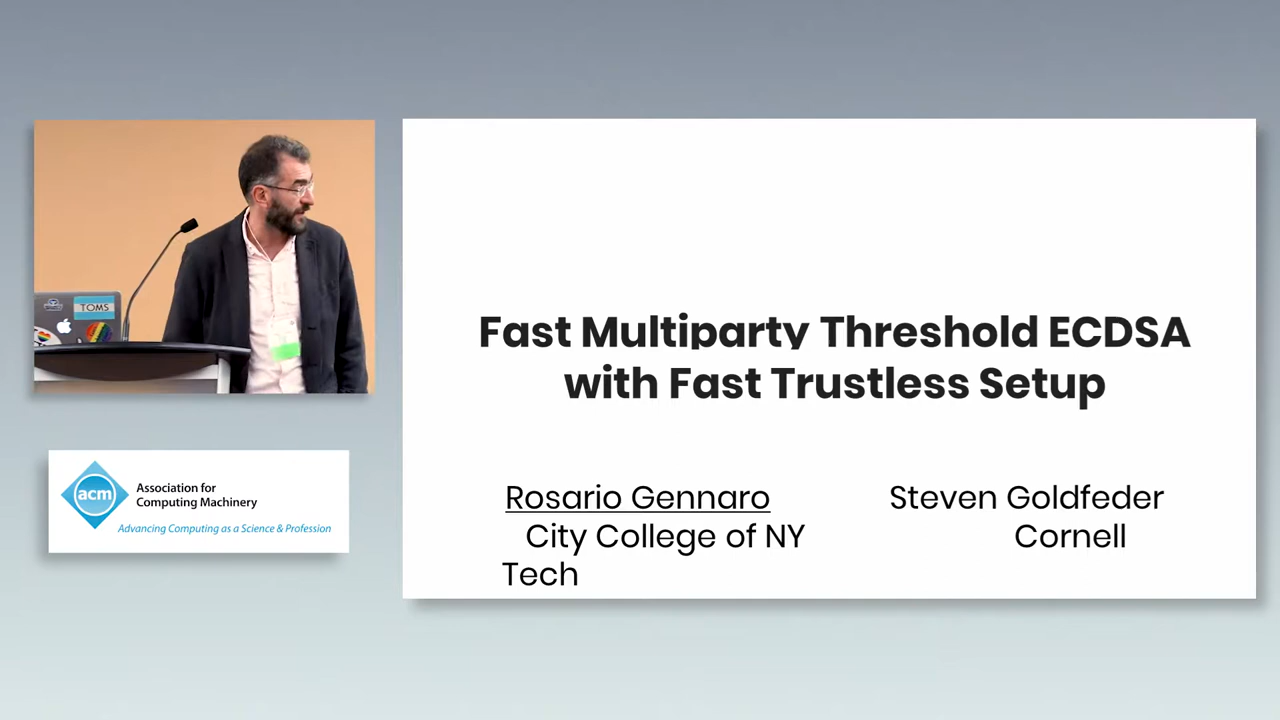 TOMS
acm
Association for
Computing Machinery
Advancing Computing as a Science & Profession
Fast Multiparty Threshold ECDSA
with Fast Trustless Setup
Rosario Gennaro Steven Goldfeder
City College of NY Cornell
Tech